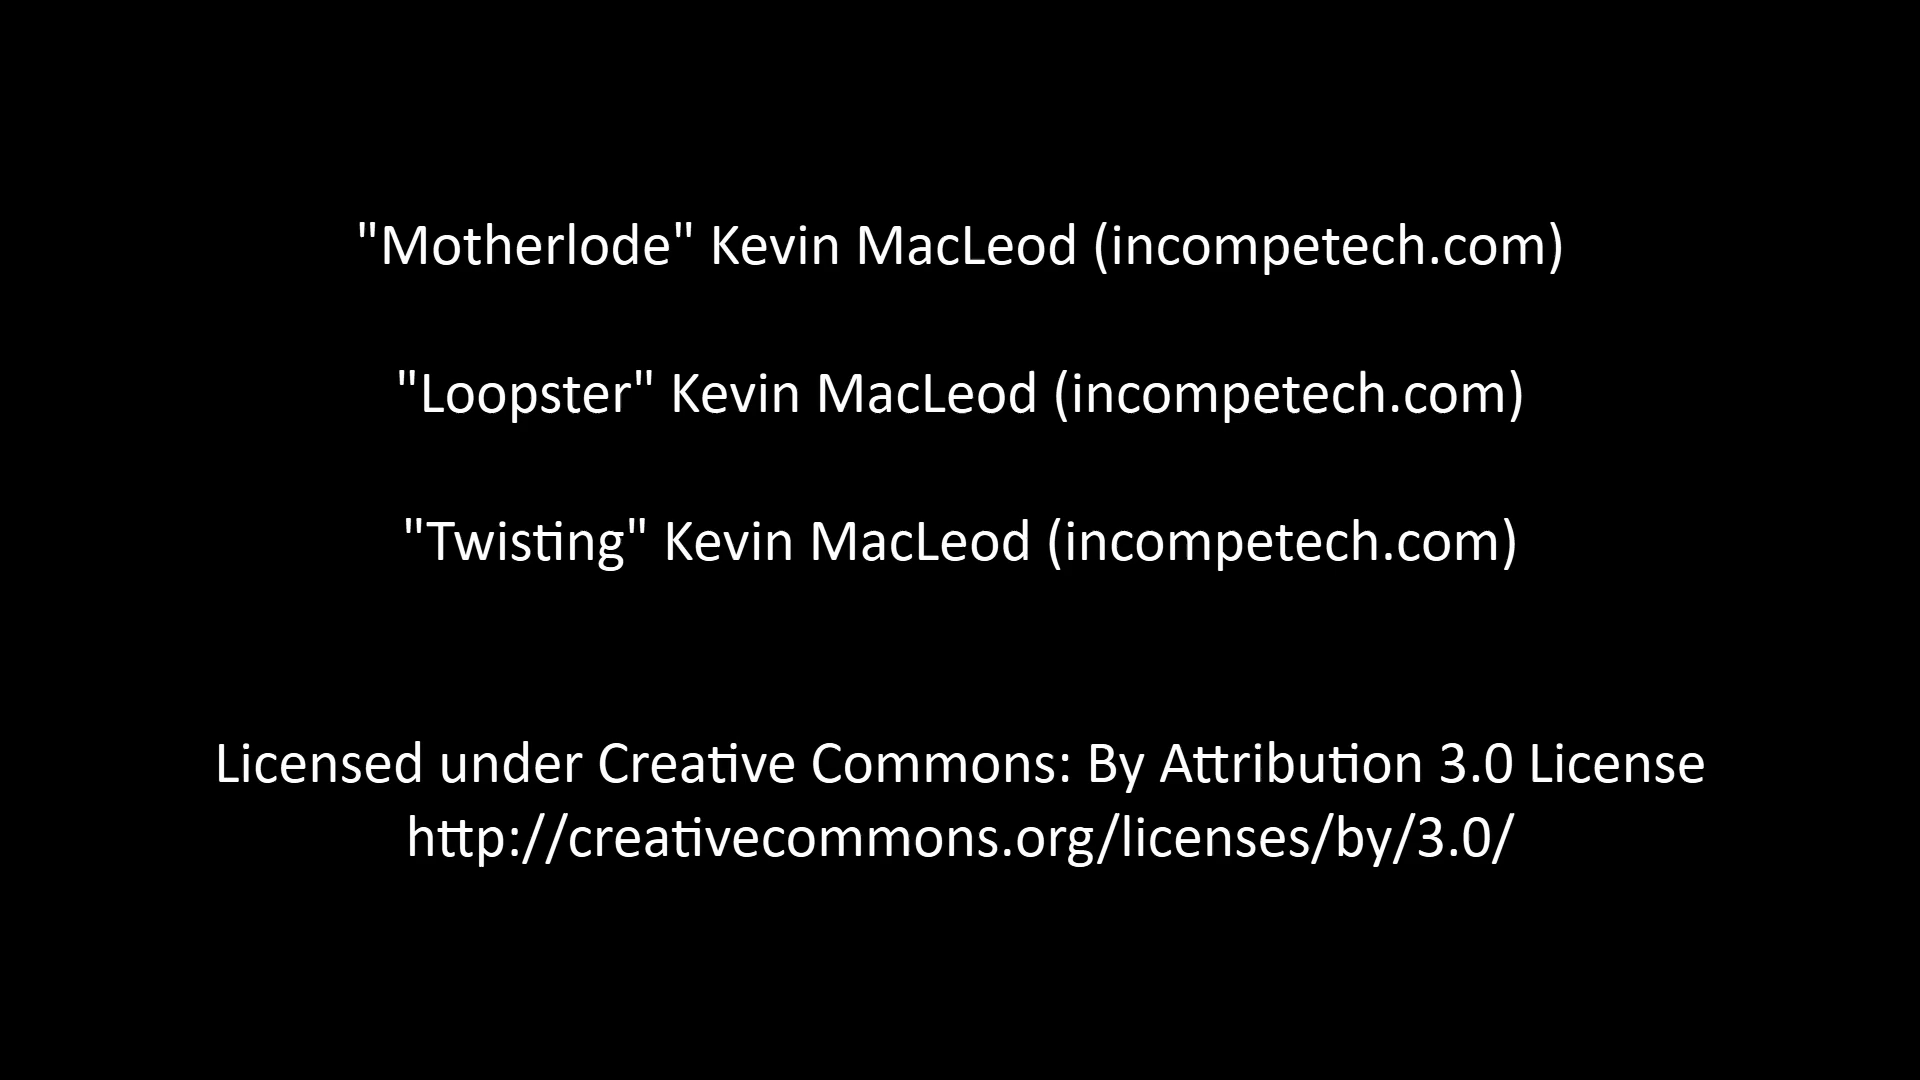 "Motherlode" Kevin MacLeod (incompetech.com)
"Loopster" Kevin MacLeod (incompetech.com)
"Twisting" Kevin MacLeod (incompetech.com)
Licensed under Creative Commons: By Attribution 3.0 License
http://creativecommons.org/licenses/by/3.0/